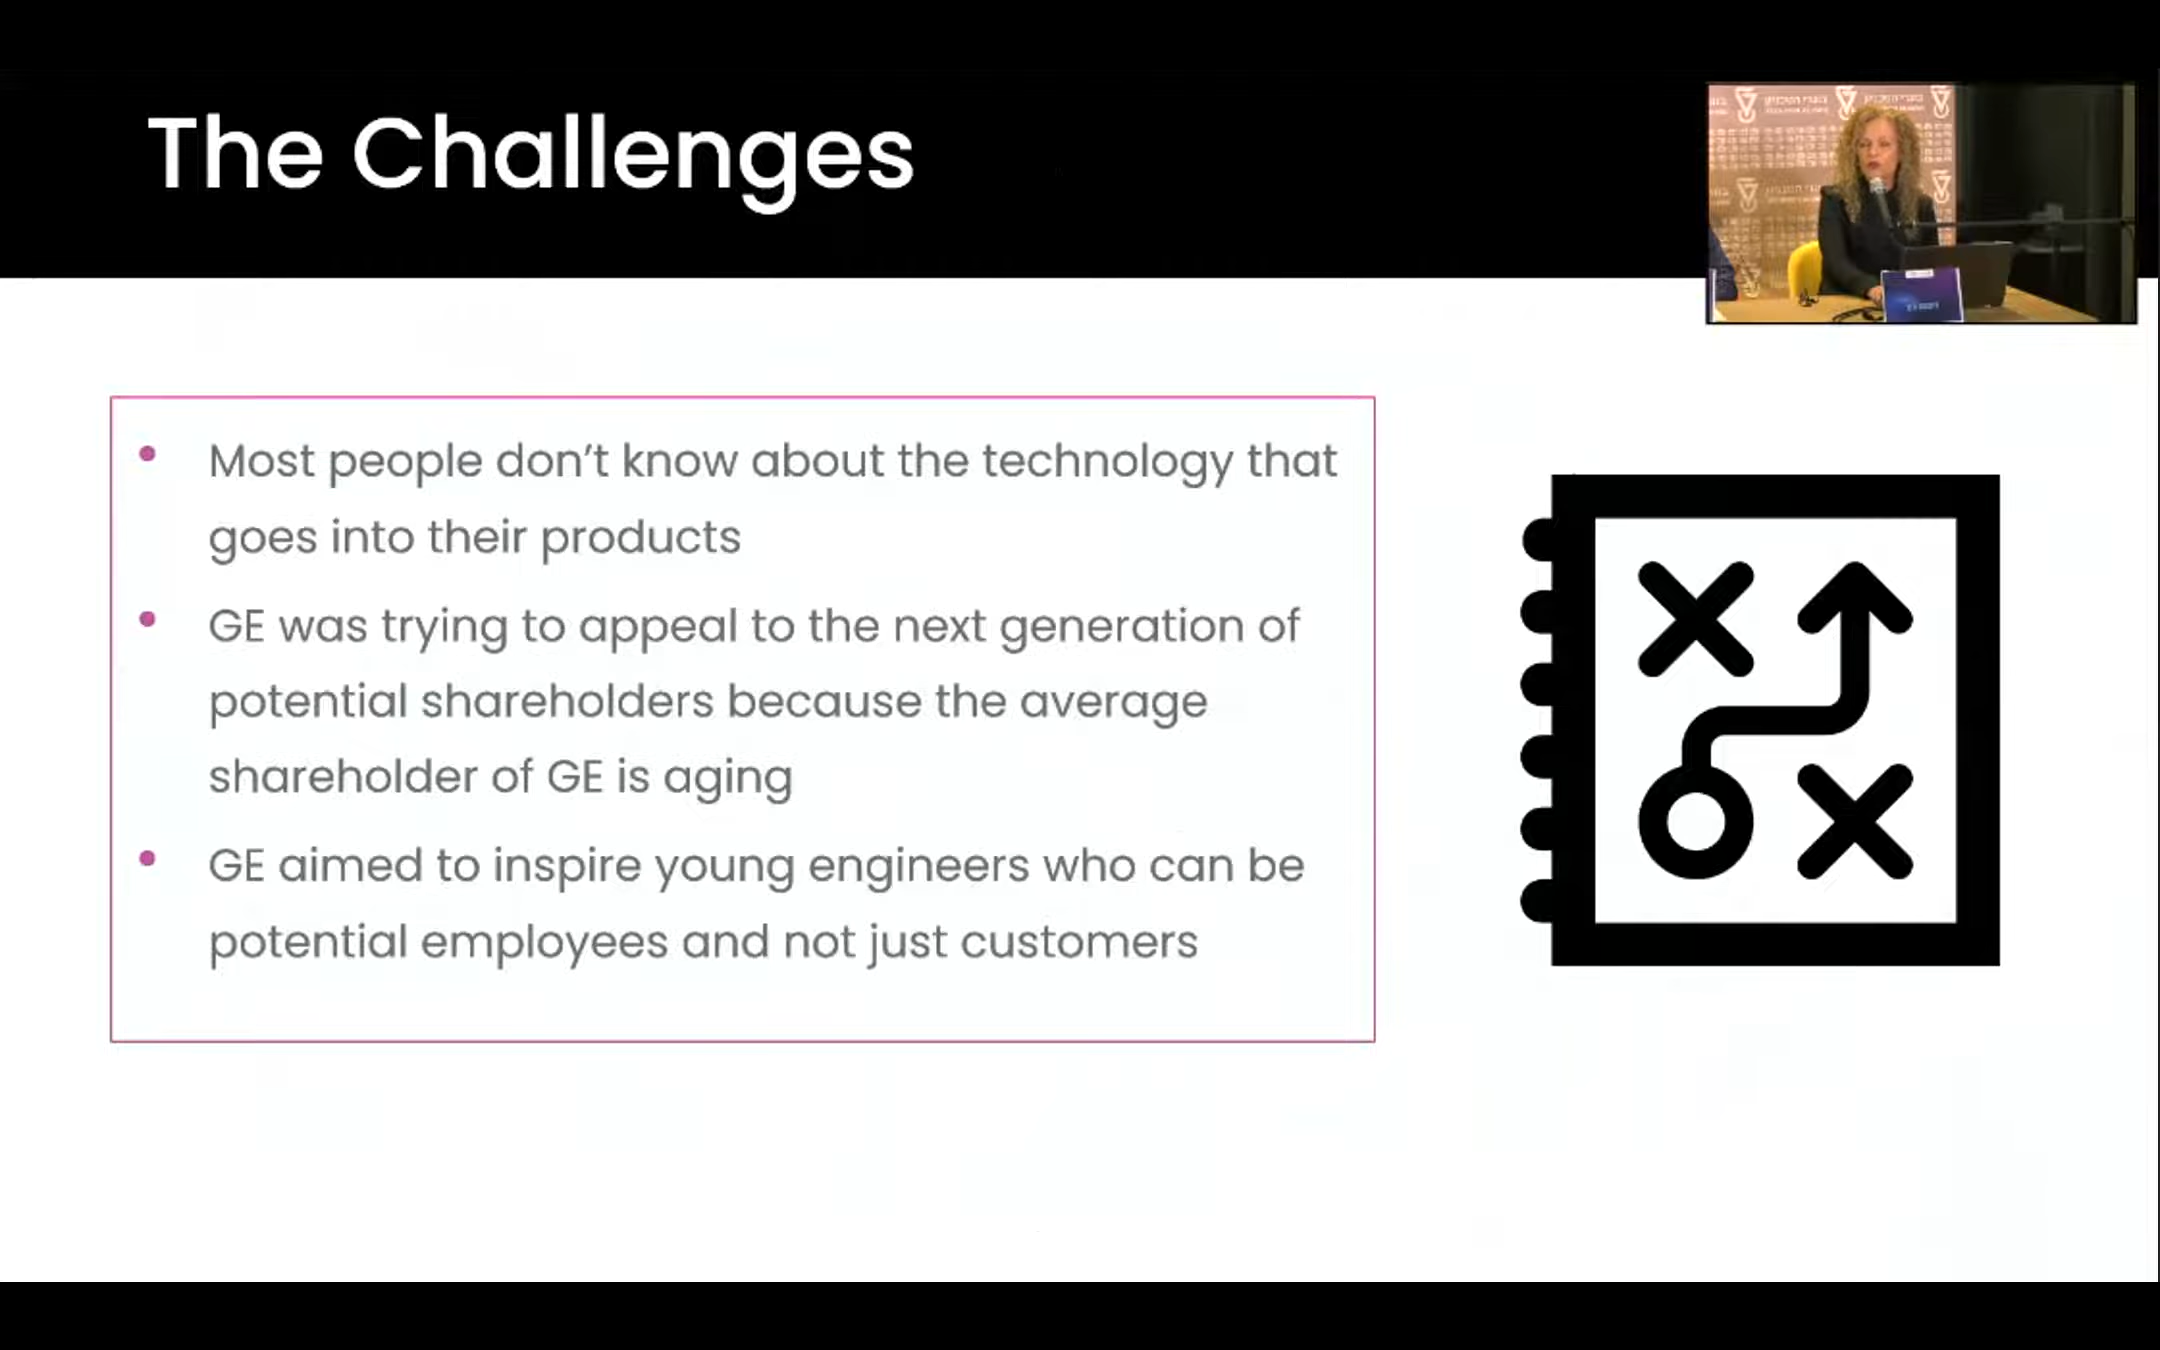 The Challenges
• Most people don’t know about the technology that
goes into their products
• GE was trying to appeal to the next generation of
potential shareholders because the average
shareholder of GE is aging
• GE aimed to inspire young engineers who can be
potential employees and not just customers